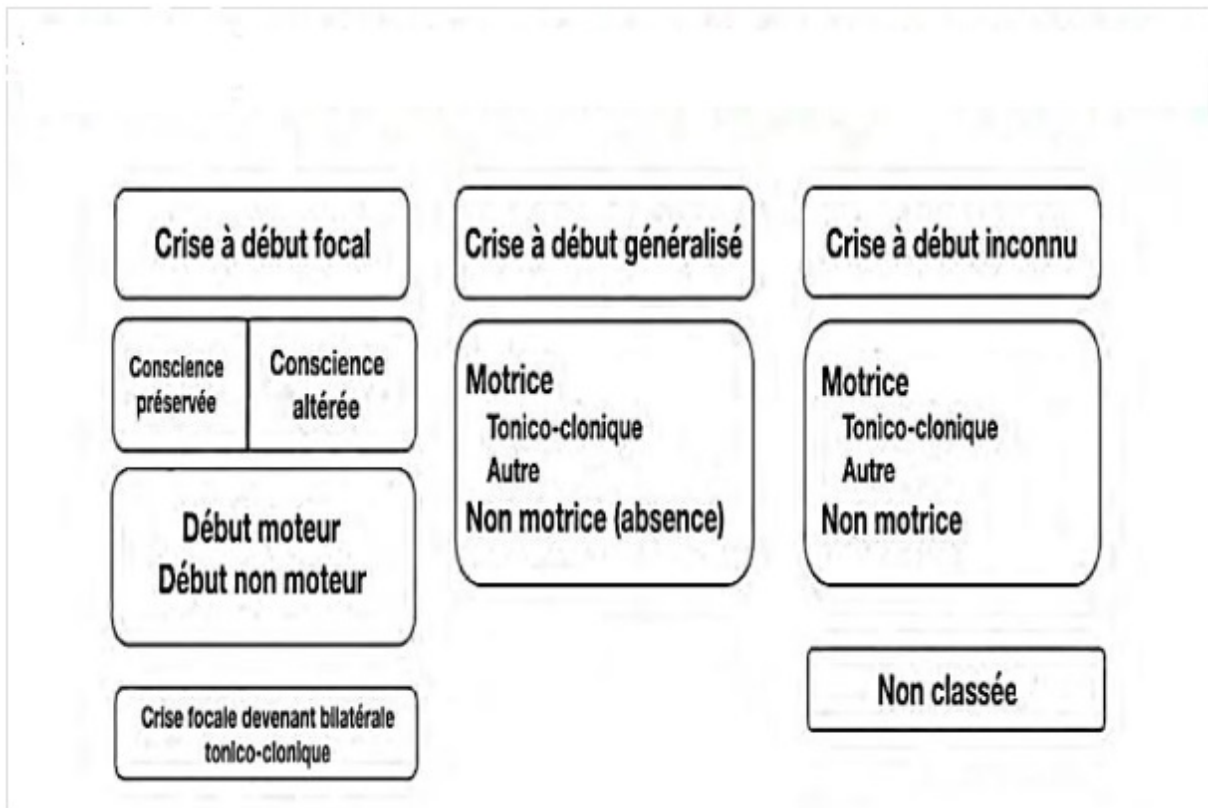 Crise à début focal
Conscience
préservée
Conscience
altérée
Début moteur
Début non moteur
Crise focale devenant bilatérale
tonico-clonique
Crise à début généralisé
Motrice
Tonico-clonique
Autre
Non motrice (absence)
Crise à début inconnu
Motrice
Tonico-clonique
Autre
Non motrice
Non classée